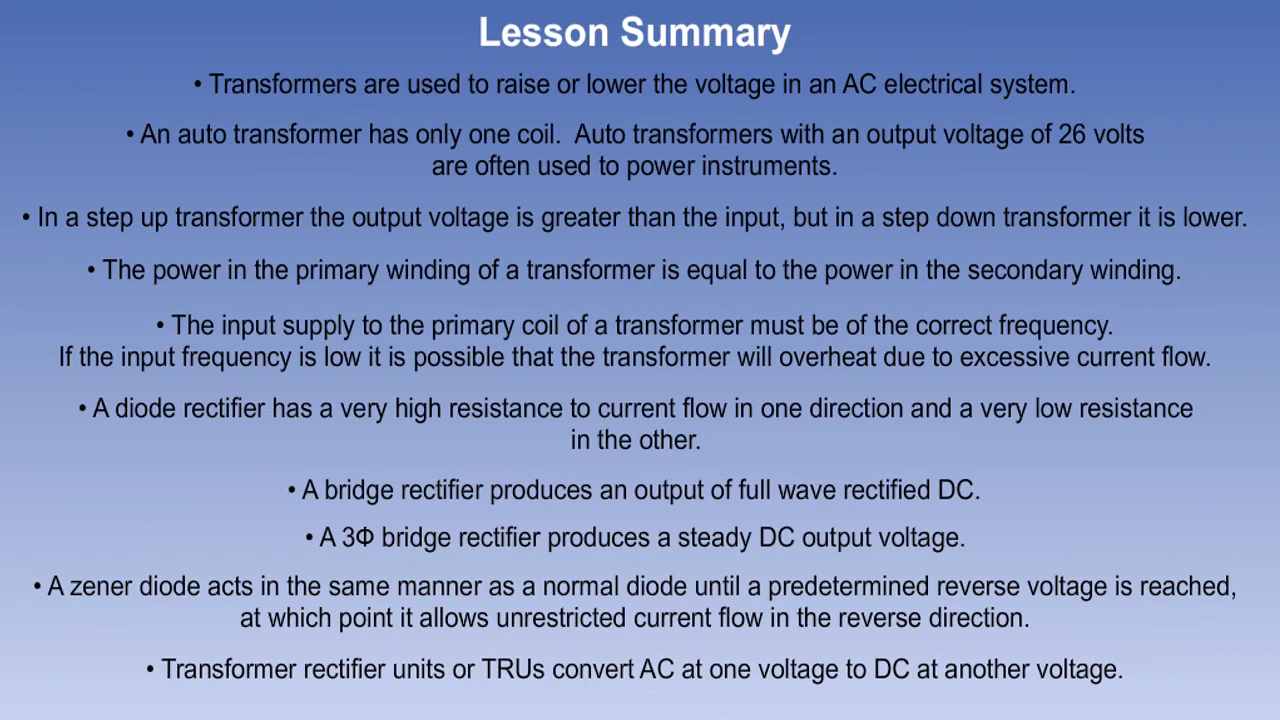 Lesson Summary
• Transformers are used to raise or lower the voltage in an AC electrical system.
• An auto transformer has only one coil.  Auto transformers with an output voltage of 26 volts
are often used to power instruments.
• In a step up transformer the output voltage is greater than the input, but in a step down transformer it is lower.
• The power in the primary winding of a transformer is equal to the power in the secondary winding.
• The input supply to the primary coil of a transformer must be of the correct frequency.
If the input frequency is low it is possible that the transformer will overheat due to excessive current flow.
• A diode rectifier has a very high resistance to current flow in one direction and a very low resistance
in the other.
• A bridge rectifier produces an output of full wave rectified DC.
• A 3Φ bridge rectifier produces a steady DC output voltage.
• A zener diode acts in the same manner as a normal diode until a predetermined reverse voltage is reached,
at which point it allows unrestricted current flow in the reverse direction.
• Transformer rectifier units or TRUs convert AC at one voltage to DC at another voltage.